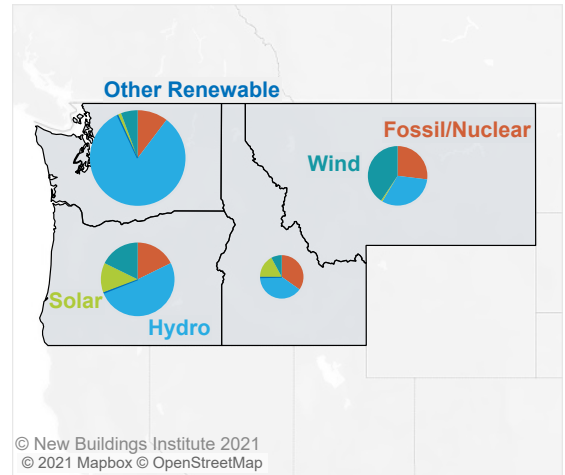 Other Renewable
Fossil/Nuclear
Wind
Solar
Hydro
© New Buildings Institute 2021
© 2021 Mapbox © OpenStreetMap